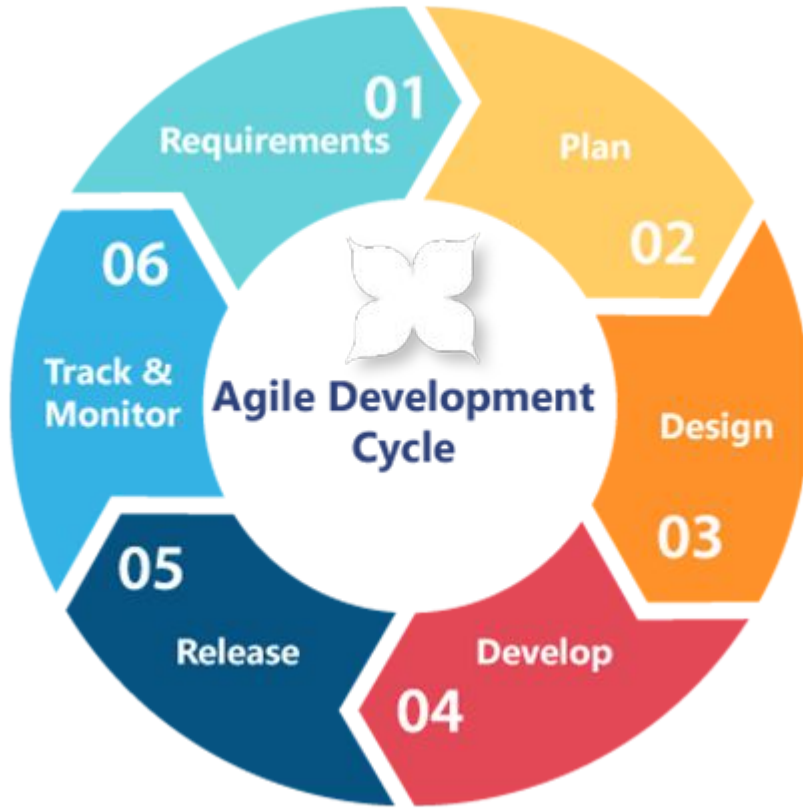 01
Requirements
Plan
02
Design
03
Develop
04
05
Release
06
Track &
Monitor
Agile Development
Cycle